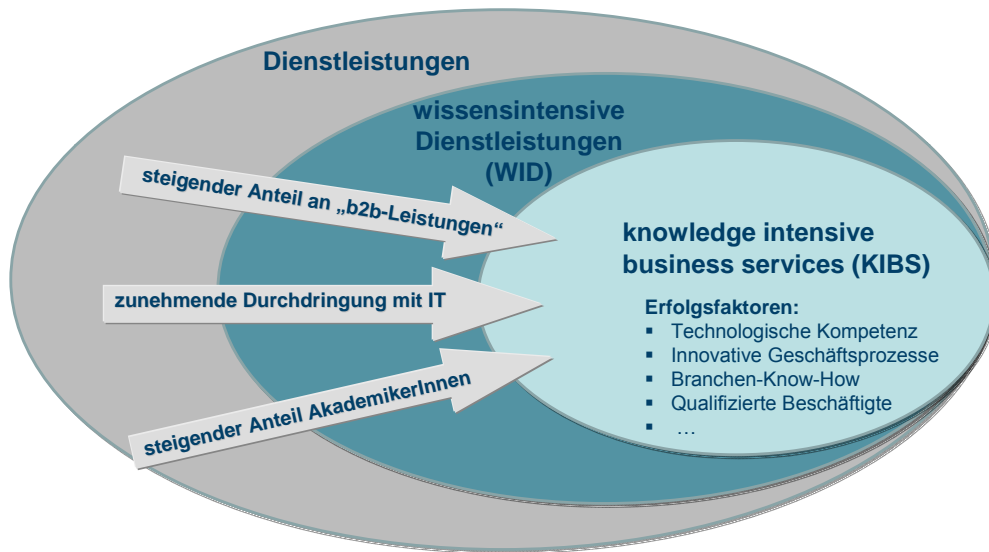 Dienstleistungen
wissensintensive
Dienstleistungen
(WID)
steigender Anteil an „b2b-Leistungen“
zunehmende Durchdringung mit IT
steigender Anteil AkademikerInnen
knowledge intensive
business services (KIBS)
Erfolgsfaktoren:
▪ Technologische Kompetenz
▪ Innovative Geschäftsprozesse
▪ Branchen-Know-How
▪ Qualifizierte Beschäftigte
▪ …